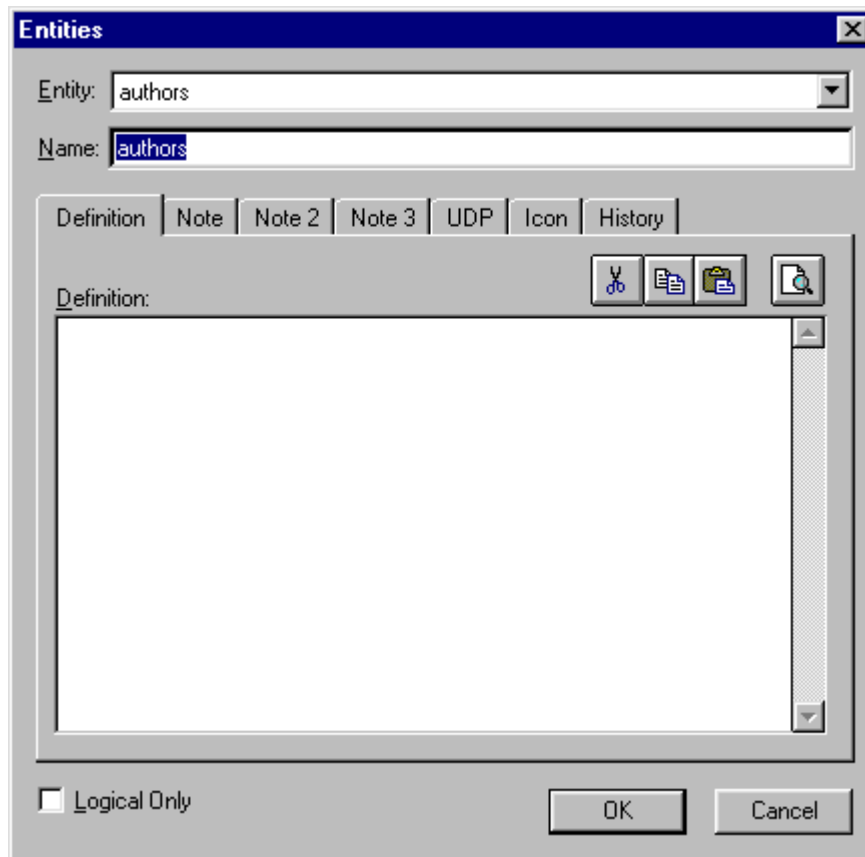 Entities
Entity: authors
Name: authors
Definition Note Note 2 Note 3 UDP Icon History
Definition:
Logical Only OK Cancel